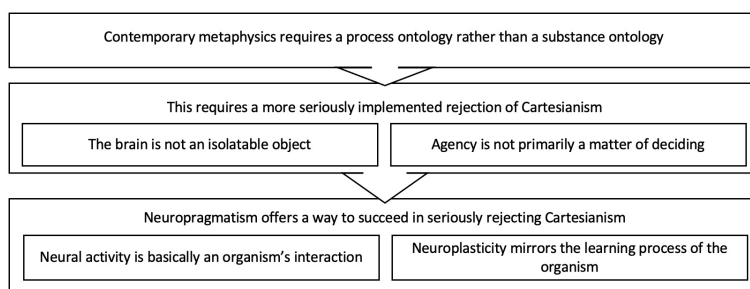 Contemporary metaphysics requires a process ontology rather than a substance ontology
This requires a more seriously implemented rejection of Cartesianism
The brain is not an isolatable object
Agency is not primarily a matter of deciding
Neuropragmatism offers a way to succeed in seriously rejecting Cartesianism
Neural activity is basically an organism's interaction
Neuroplasticity mirrors the learning process of the
organism